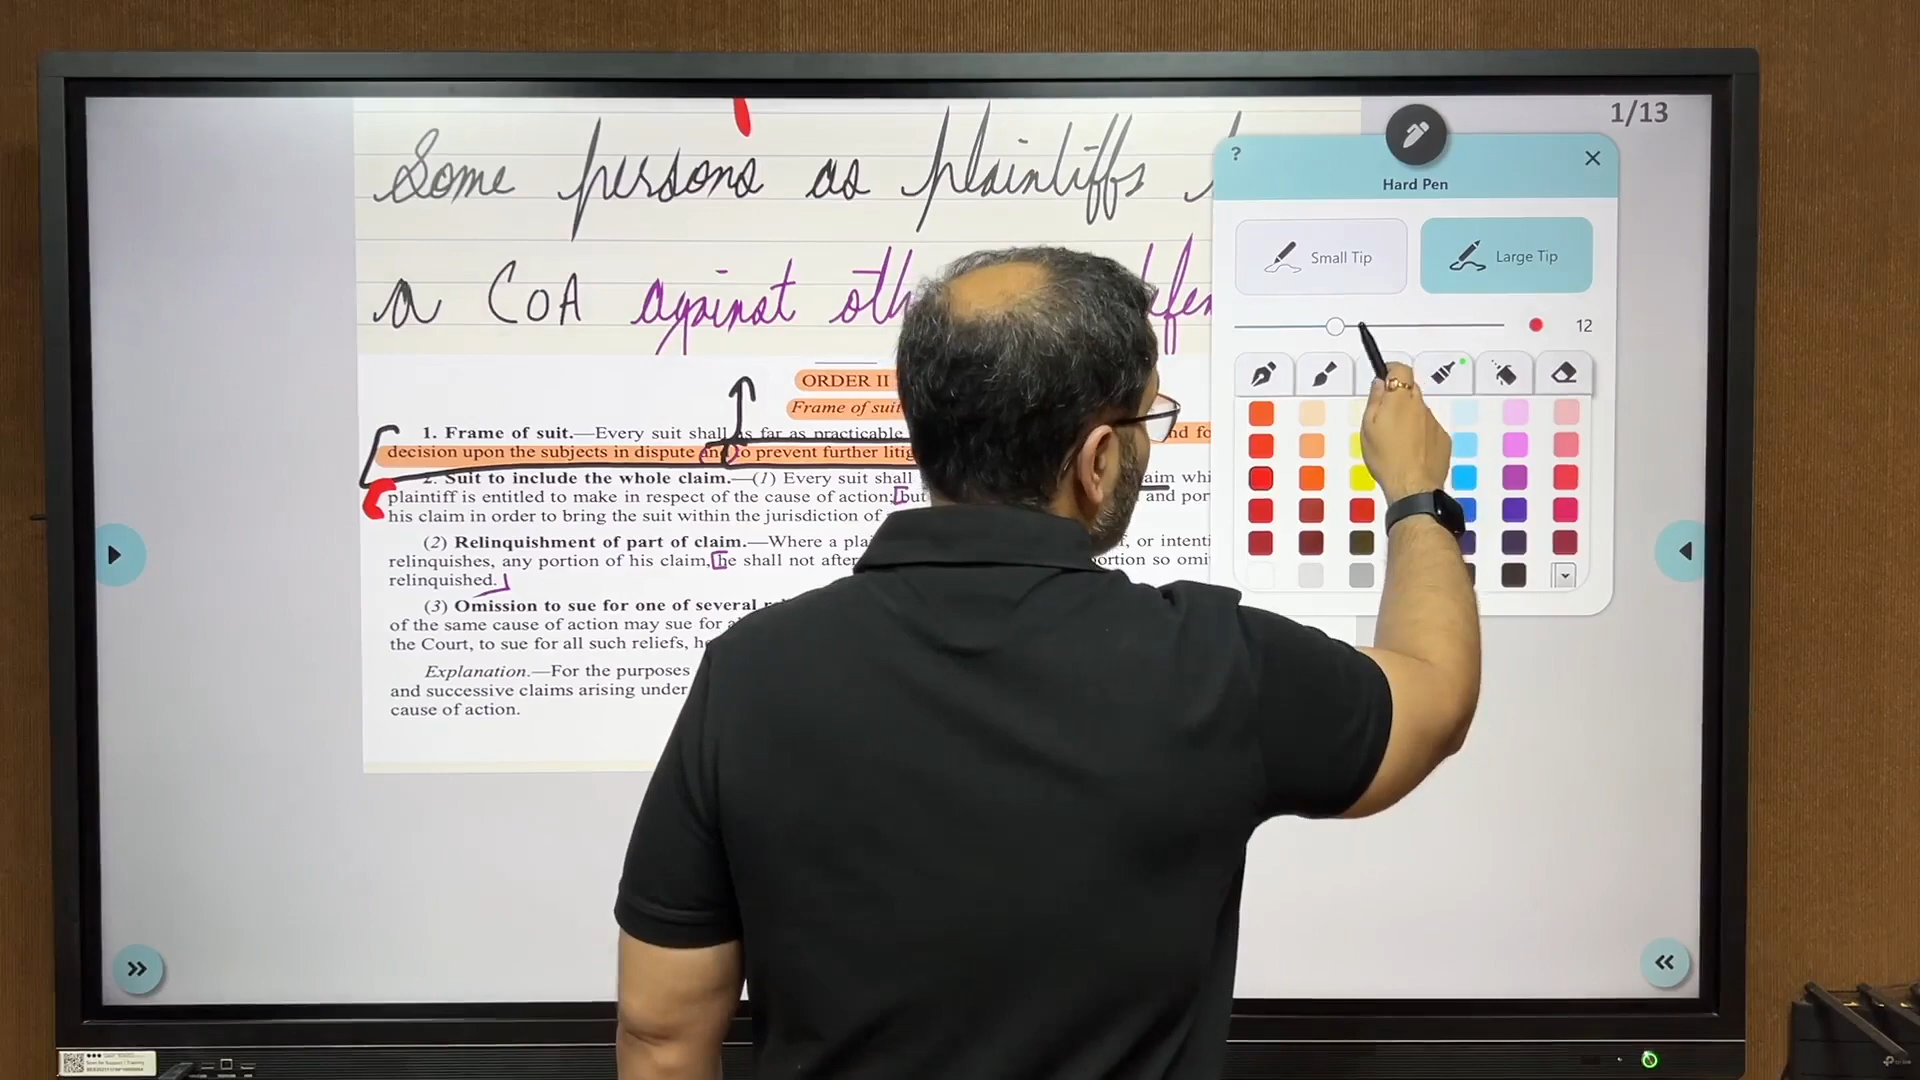 1/13
Some persons as plaintiffs
a COA against
?
Hard Pen
Small Tip
Large Tip
12
ORDER II
Frame of suit
1. Frame of suit.—Every suit shall as far as practicable
decision upon the subjects in dispute and to prevent further
2. Suit to include the whole claim.—(1) Every suit shall
plaintiff is entitled to make in respect of the cause of action; but and
his claim in order to bring the suit within the jurisdiction of
(2) Relinquishment of part of claim.—Where a or
relinquishes, any portion of his claim, he shall not so
relinquished.
(3) Omission to sue for one of several
of the same cause of action may sue for
the Court, to sue for all such reliefs,
Explanation.—For the purposes
and successive claims arising under
cause of action.